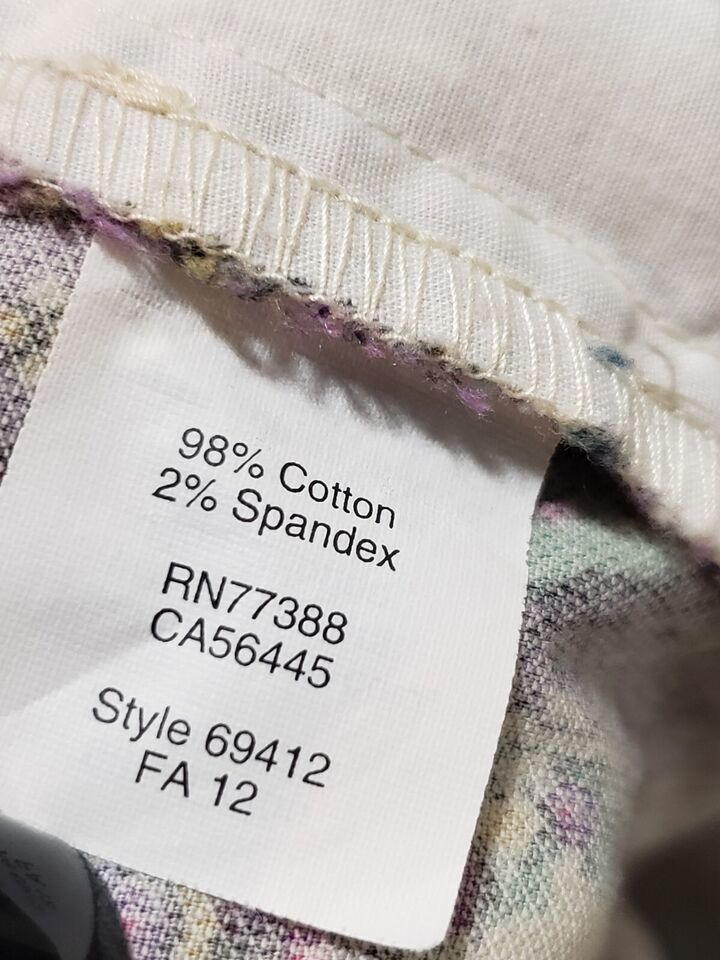 98% Cotton
2% Spandex
RN77388
CA56445
Style 69412
FA 12